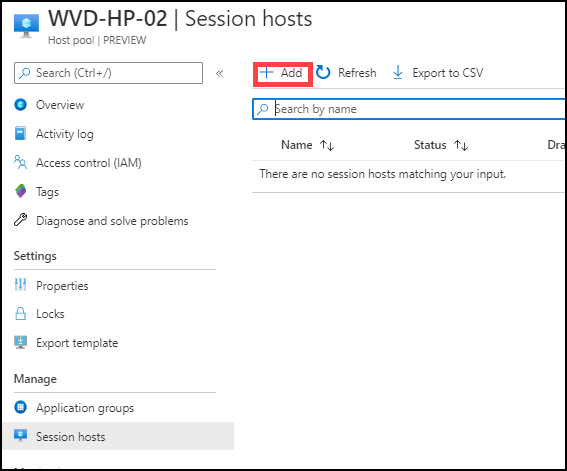 WVD-HP-02 | Session hosts
Host pool | PREVIEW
Search (Ctrl+/)
«
Overview
Activity log
Access control (IAM)
Tags
Diagnose and solve problems
Settings
Properties
Locks
Export template
Manage
Application groups
Session hosts
+ Add
Refresh
Export to CSV
Search by name
Name ↑↓ Status ↑↓ Dra
There are no session hosts matching your input.